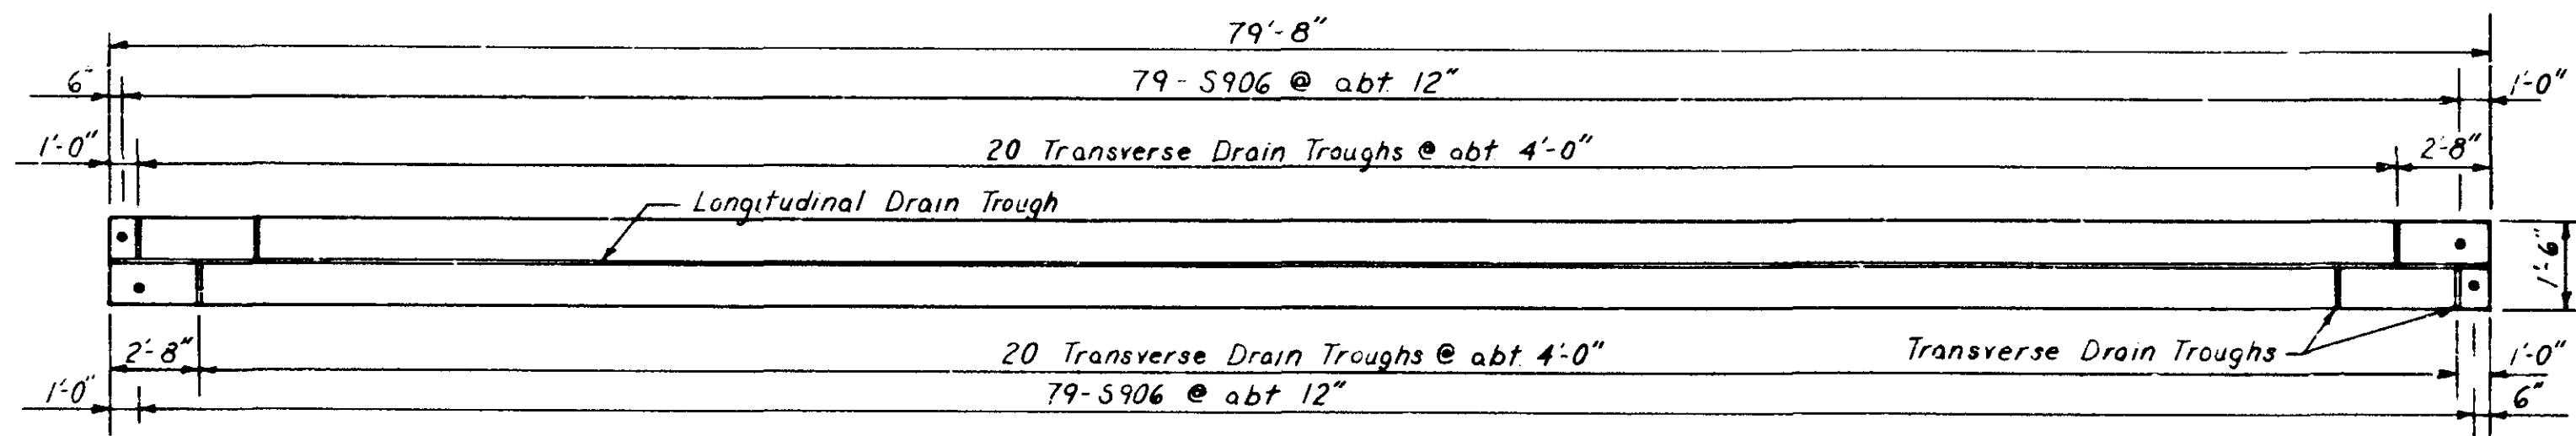 79'-8"
6"
79-S906 @ abt. 12"
1'-0"
1'-0"
20 Transverse Drain Troughs @ abt. 4'-0"
2'-8"
Longitudinal Drain Trough
1'-6"
2'-8"
20 Transverse Drain Troughs @ abt. 4'-0"
Transverse Drain Troughs
1'-0"
1'-0"
79-S906 @ abt 12"
6"